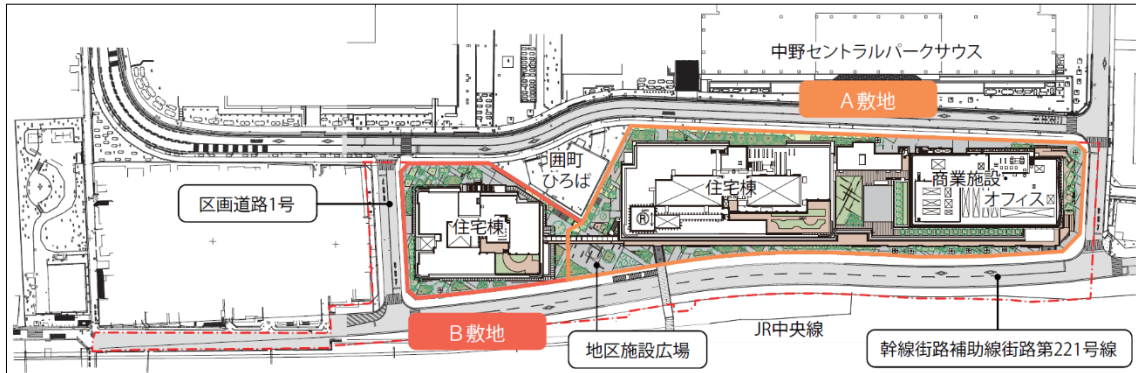 中野セントラルパークサウス
A敷地
囲町
ひろば
住宅棟
商業施設
オフィス
区画道路1号
住宅棟
B敷地
地区施設広場
JR中央線
幹線街路補助線街路第221号線